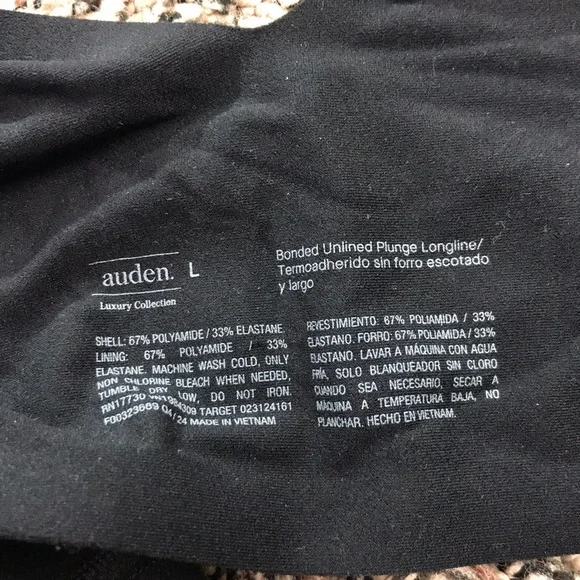 auden. L
Luxury Collection
Bonded Unlined Plunge Longline/
Termoadherido sin forro escotado
y largo
SHELL: 67% POLYAMIDE / 33% ELASTANE.
LINING: 67% POLYAMIDE / 33%
ELASTANE. MACHINE WASH COLD, ONLY
NON CHLORINE BLEACH WHEN NEEDED,
TUMBLE DRY LOW, DO NOT IRON.
RN17730 TARGET 023124161
F00323669 04/24 MADE IN VIETNAM
REVESTIMIENTO: 67% POLIAMIDA / 33%
ELASTANO. FORRO: 67% POLIAMIDA / 33%
ELASTANO. LAVAR A MÁQUINA CON AGUA
FRÍA, SOLO BLANQUEADOR SIN CLORO
CUANDO SEA NECESARIO, SECAR A
MÁQUINA A TEMPERATURA BAJA, NO
PLANCHAR. HECHO EN VIETNAM.